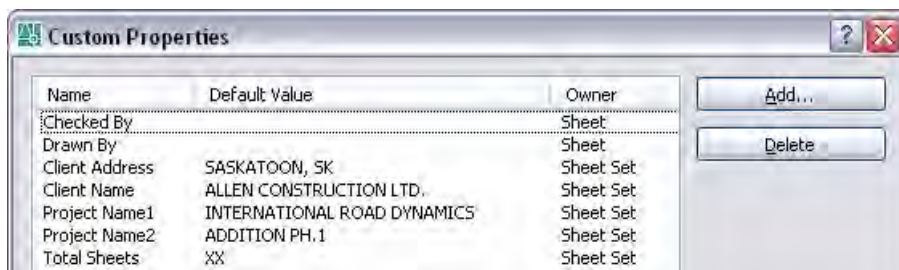 Custom Properties ?
Name Default Value Owner Add...
Checked By Sheet
Drawn By Sheet Delete
Client Address SASKATOON, SK Sheet Set
Client Name ALLEN CONSTRUCTION LTD. Sheet Set
Project Name1 INTERNATIONAL ROAD DYNAMICS Sheet Set
Project Name2 ADDITION PH.1 Sheet Set
Total Sheets XX Sheet Set